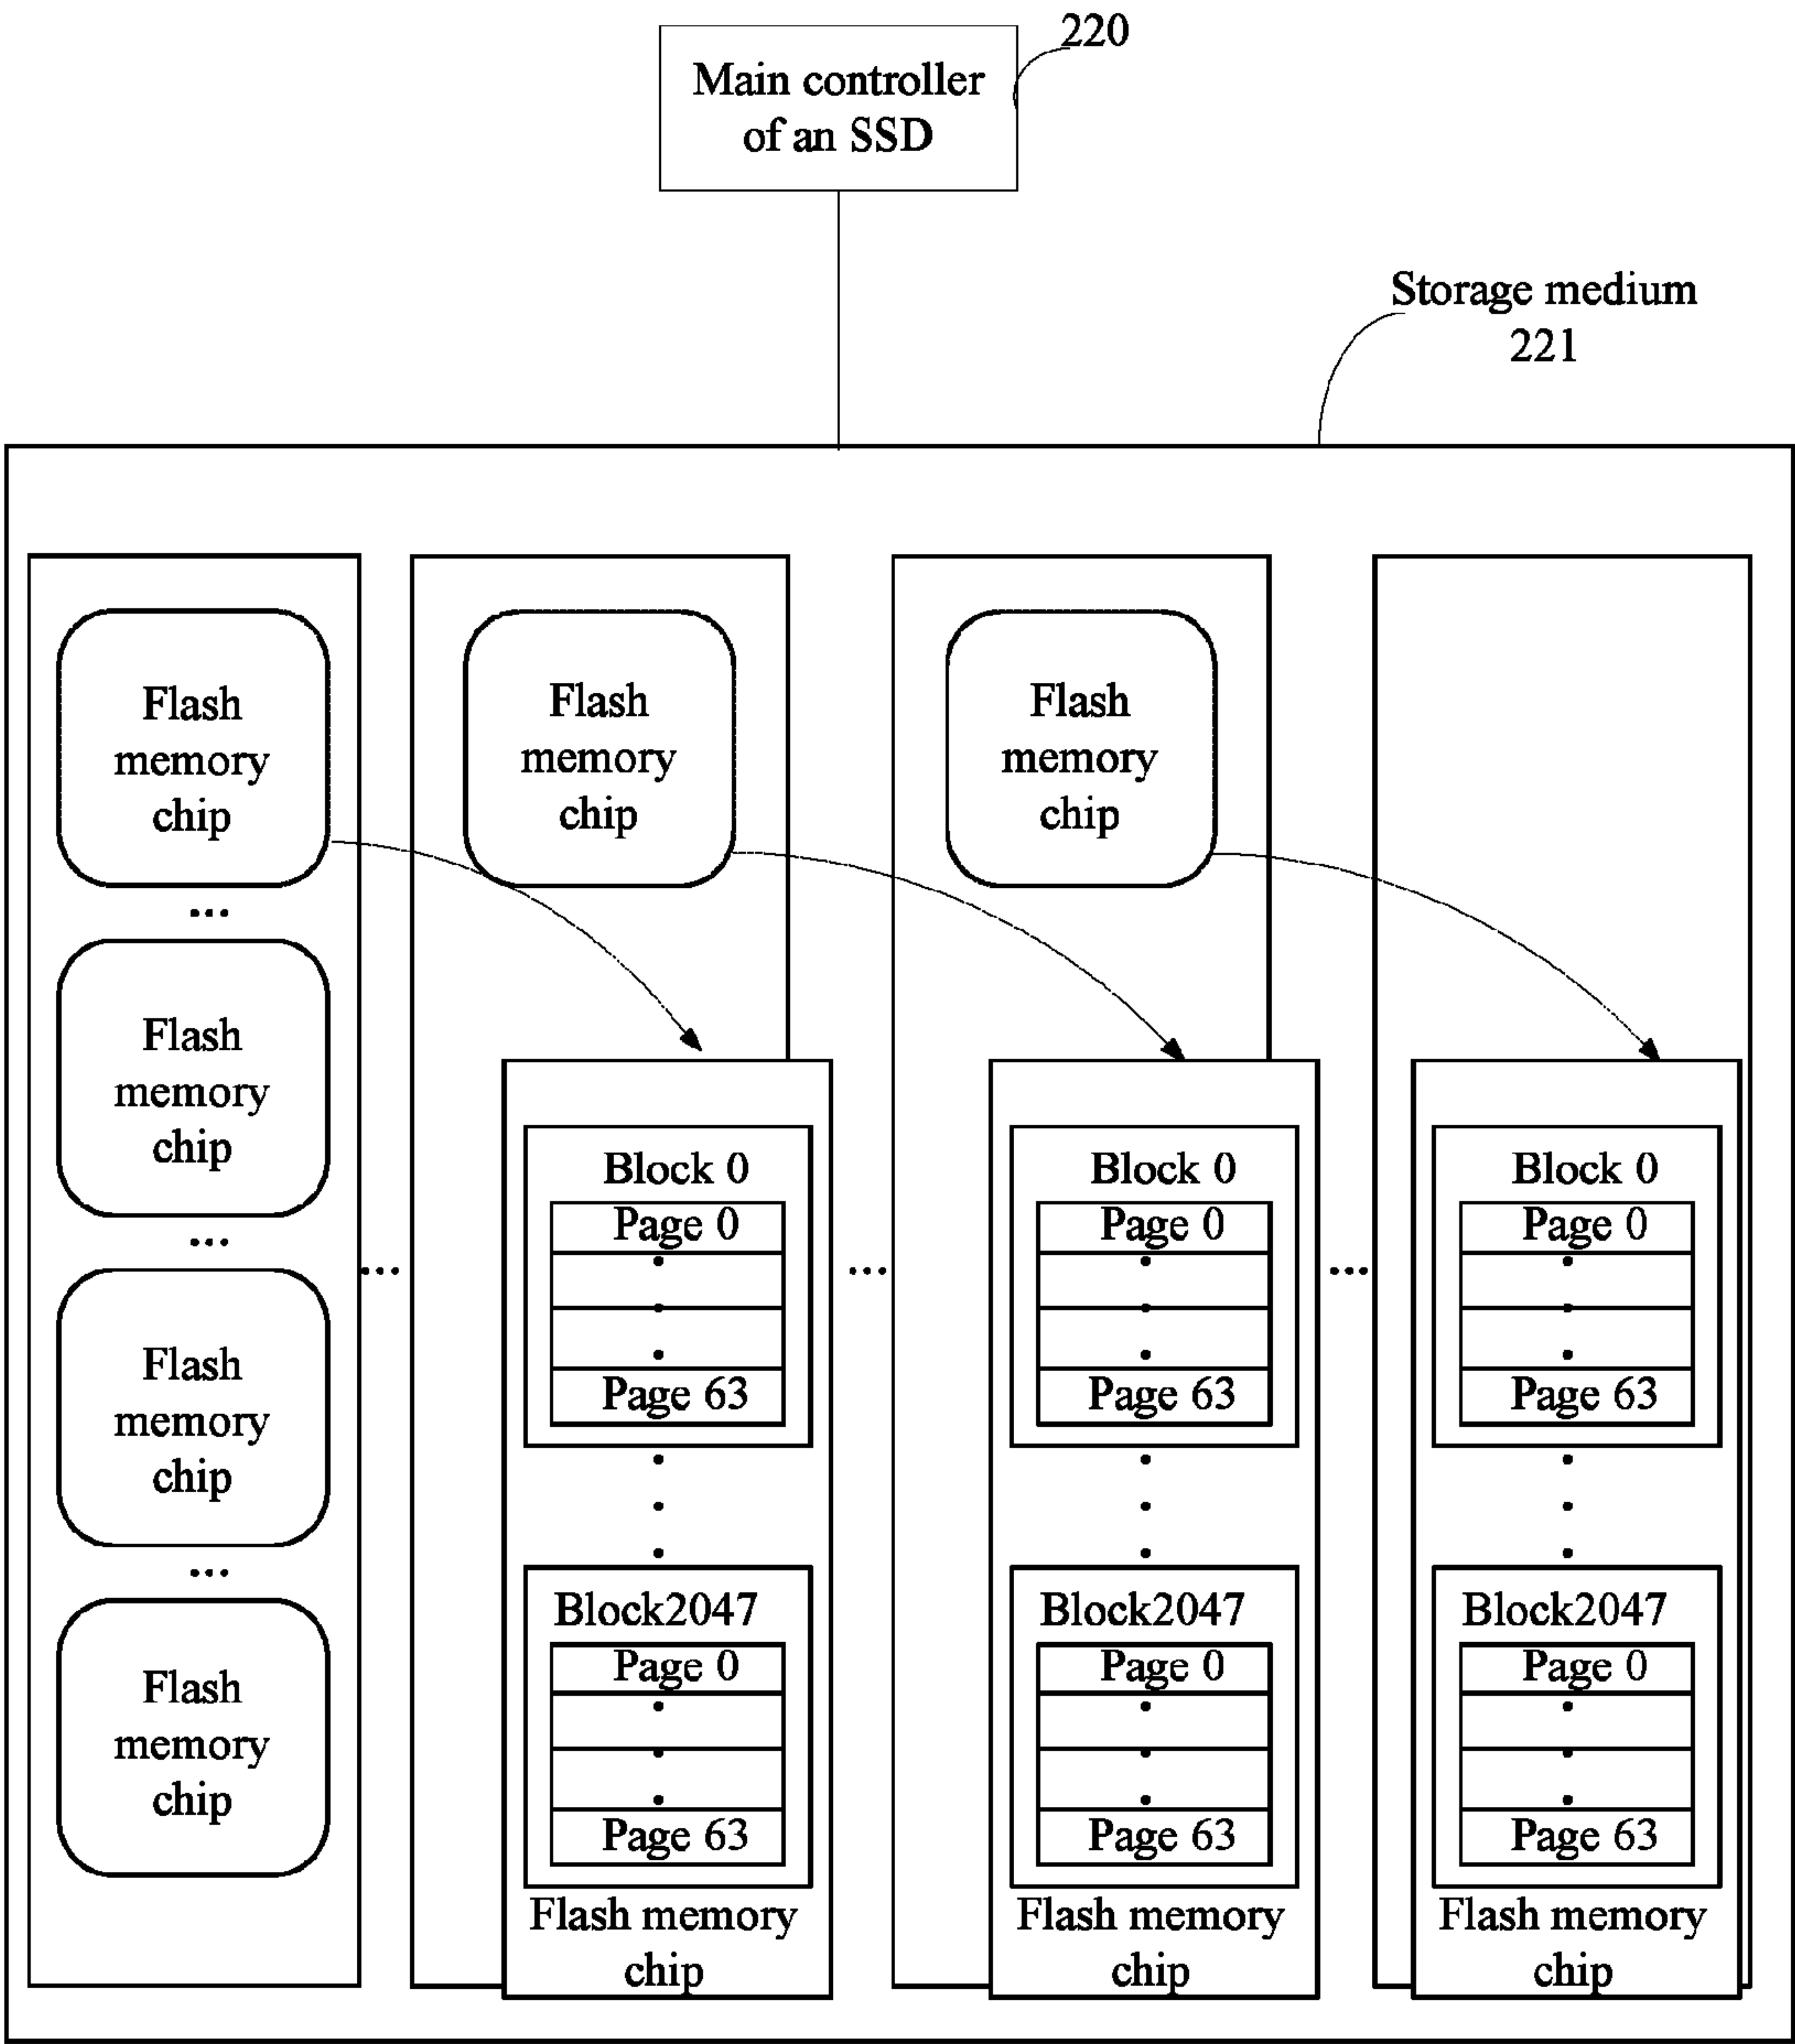 220
Main controller
of an SSD
Storage medium
221
Flash
memory
chip
...
Flash
memory
chip
...
Flash
memory
chip
...
Flash
memory
chip
...
Flash
memory
chip
Block 0
Page 0
Page 63
Block2047
Page 0
Page 63
Flash memory
chip
...
Flash
memory
chip
Block 0
Page 0
Page 63
Block2047
Page 0
Page 63
Flash memory
chip
...
Block 0
Page 0
Page 63
Block2047
Page 0
Page 63
Flash memory
chip